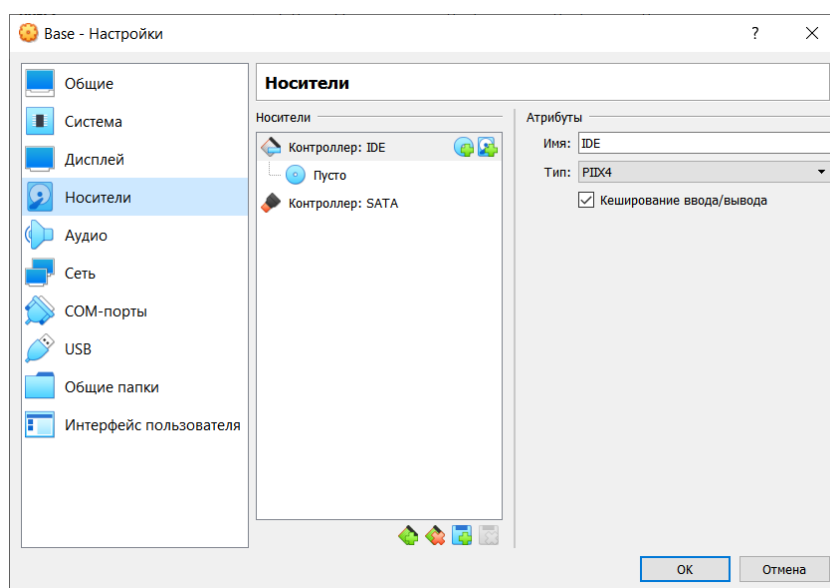 Base - Настройки
?
Общие
Система
Дисплей
Носители
Аудио
Сеть
COM-порты
USB
Общие папки
Интерфейс пользователя
Носители
Носители
Контроллер: IDE
Пусто
Контроллер: SATA
Атрибуты
Имя: IDE
Тип: PIIX4
Кеширование ввода/вывода
OK
Отмена